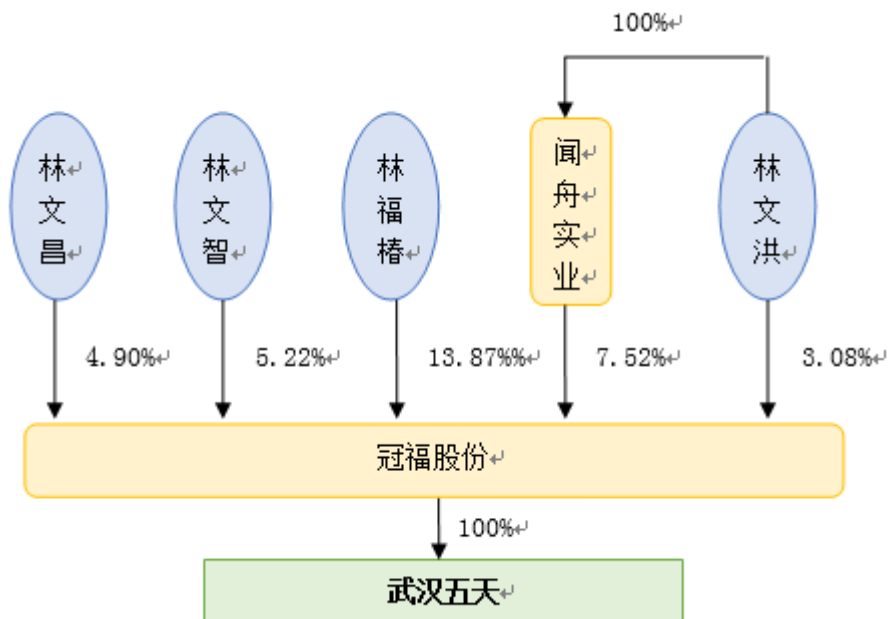 100%
林文昌
林文智
林福椿
闻舟实业
林文洪
4.90%
5.22%
13.87%%
7.52%
3.08%
冠福股份
100%
武汉五天